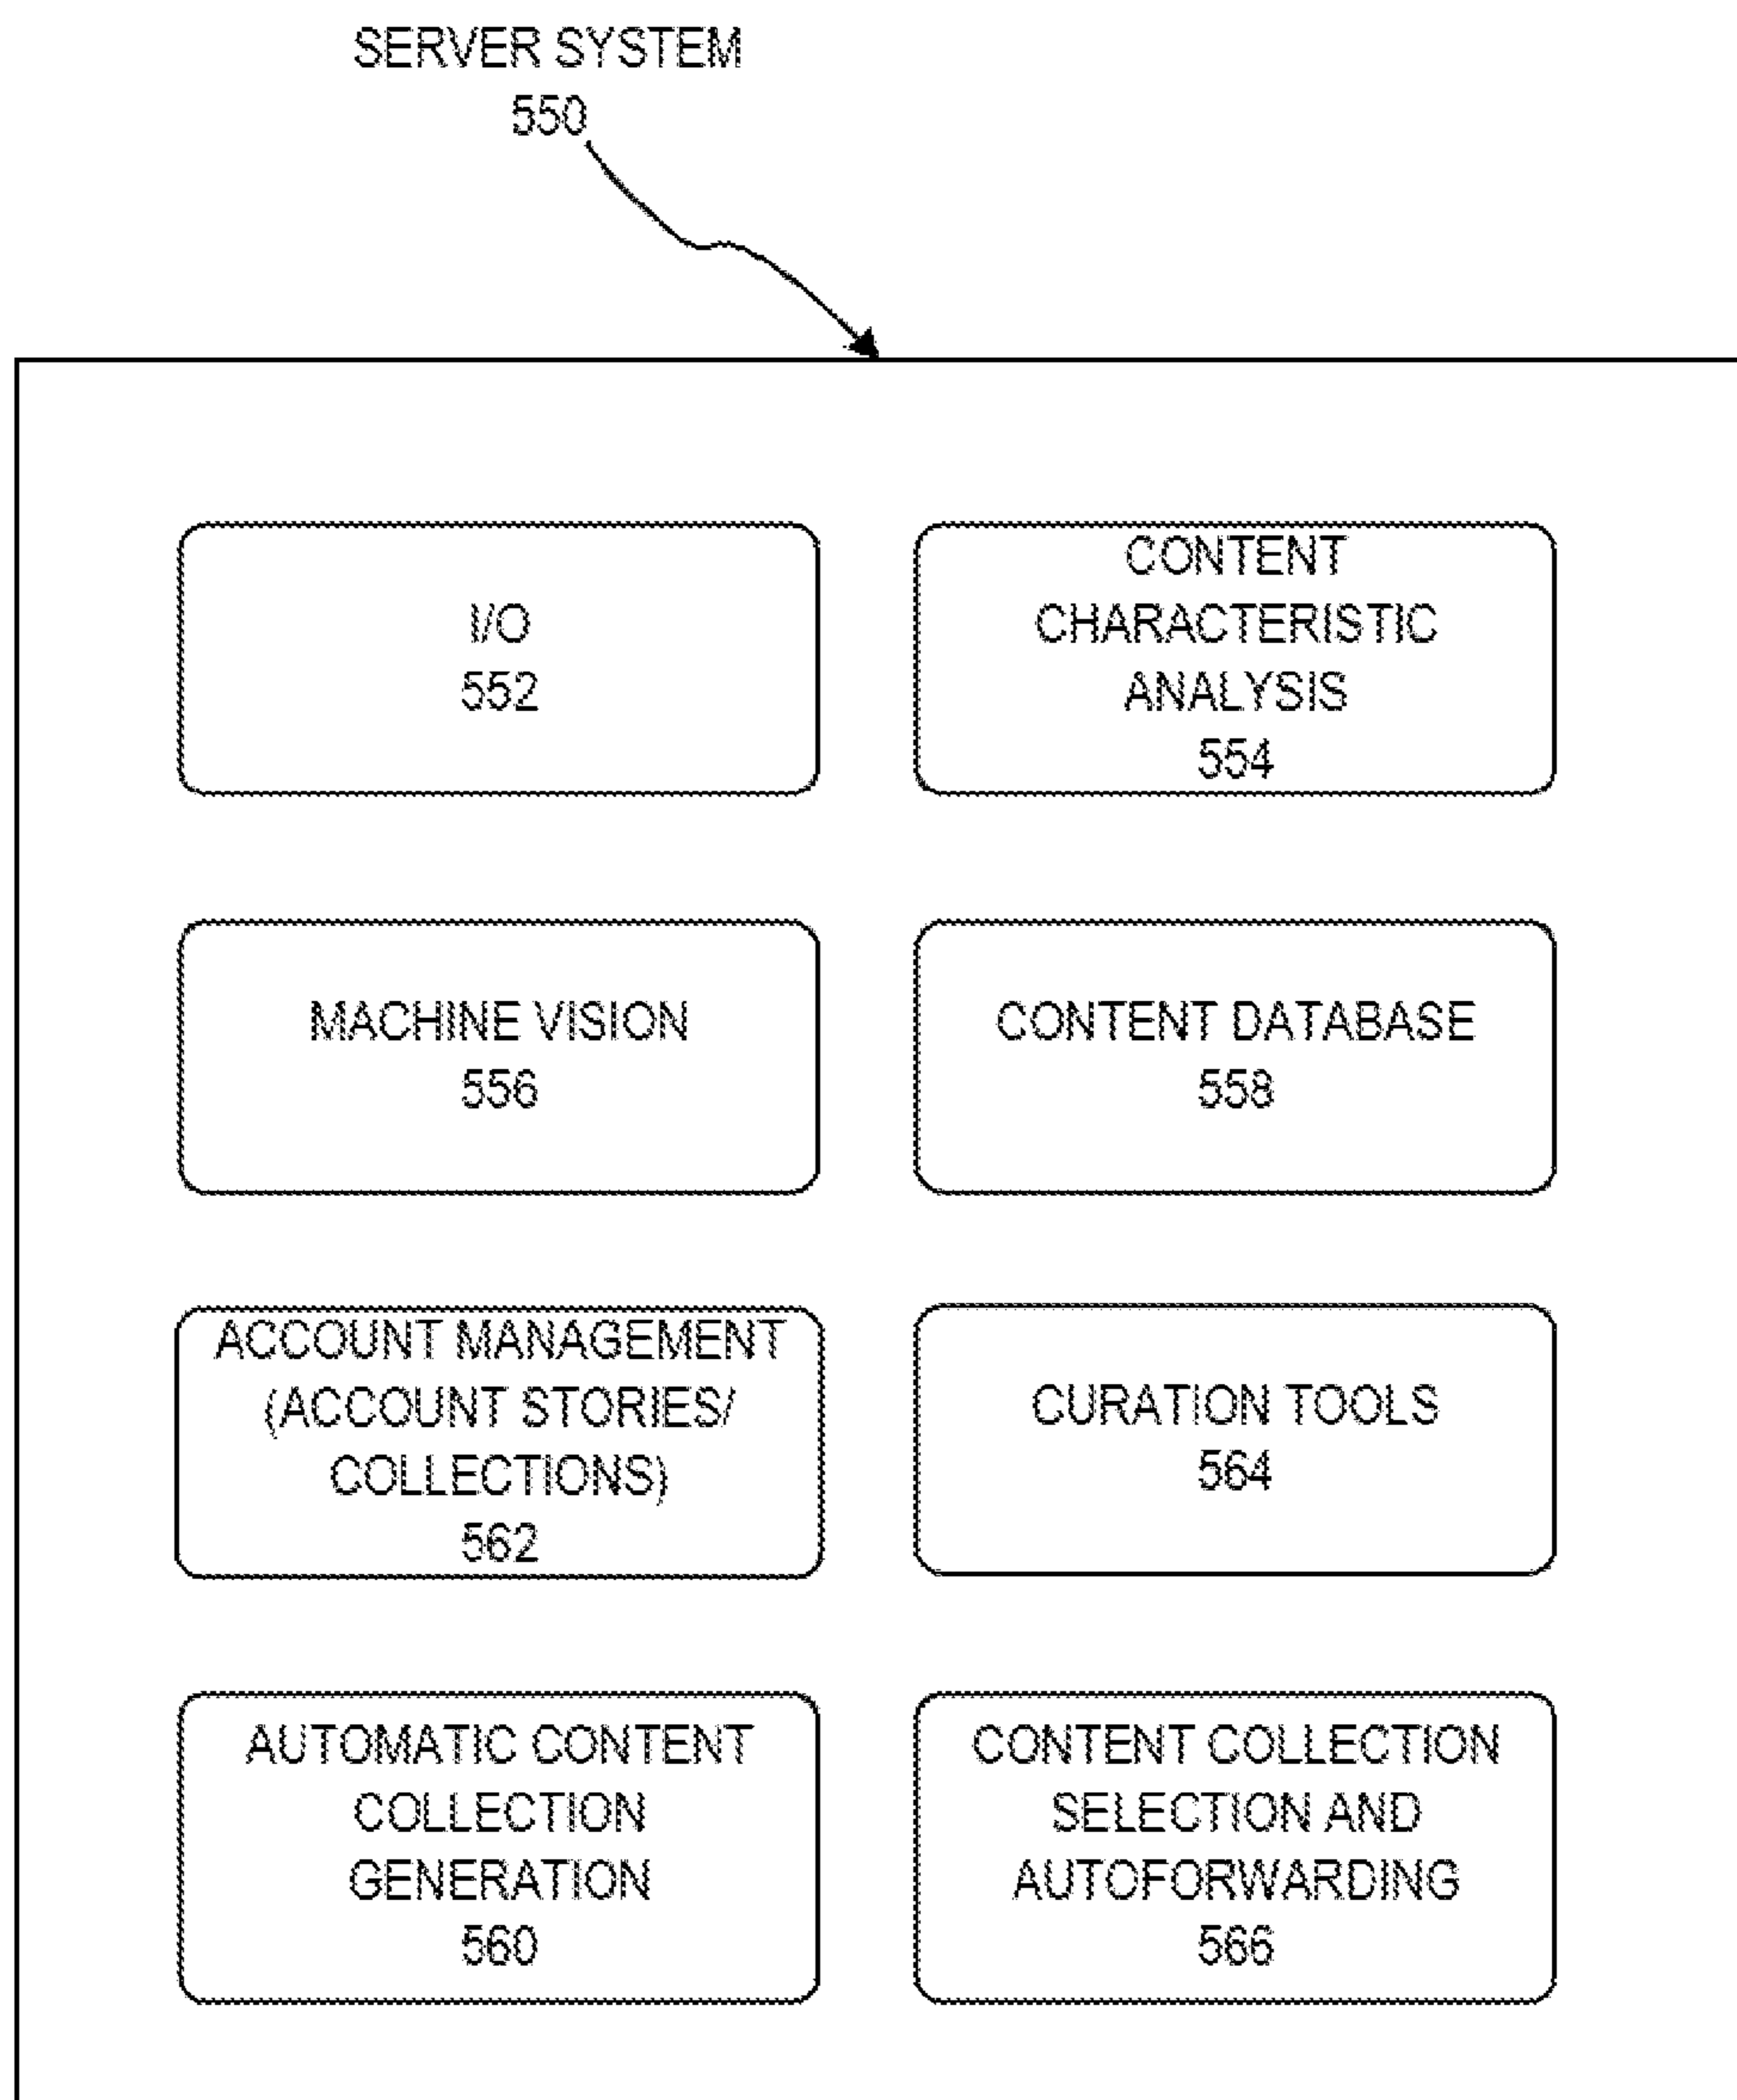 SERVER SYSTEM
550
I/O
552
CONTENT
CHARACTERISTIC
ANALYSIS
554
MACHINE VISION
556
CONTENT DATABASE
558
ACCOUNT MANAGEMENT
(ACCOUNT STORIES/
COLLECTIONS)
562
CURATION TOOLS
564
AUTOMATIC CONTENT
COLLECTION
GENERATION
560
CONTENT COLLECTION
SELECTION AND
AUTOFORWARDING
566